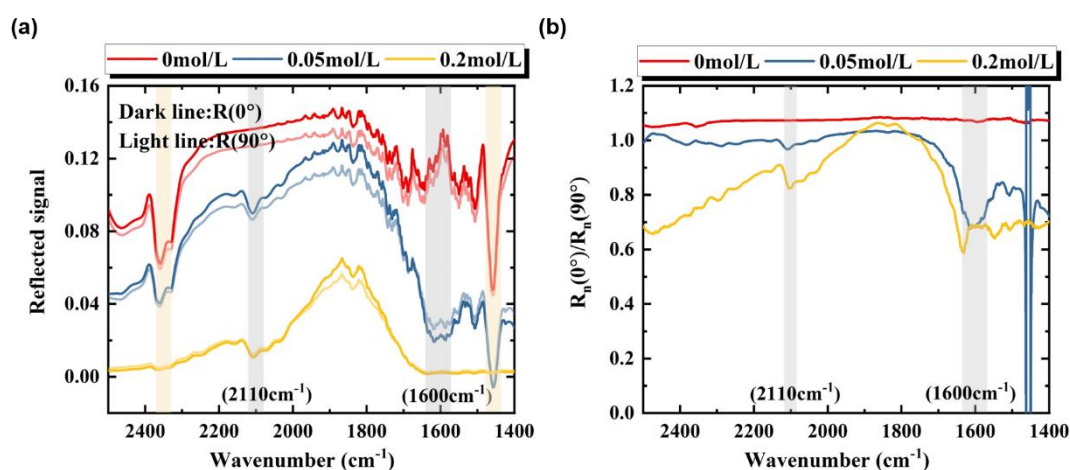 (a)
0mol/L 0.05mol/L 0.2mol/L
0.16
0.12
0.08
0.04
0.00
Reflected signal
Dark line:R(0°)
Light line:R(90°)
(2110cm⁻¹)
(1600cm⁻¹)
2400 2200 2000 1800 1600 1400
Wavenumber (cm⁻¹)
(b)
0mol/L 0.05mol/L 0.2mol/L
1.2
1.0
0.8
0.6
0.4
0.2
0.0
Rₙ(0°)/Rₙ(90°)
(2110cm⁻¹)
(1600cm⁻¹)
2400 2200 2000 1800 1600 1400
Wavenumber (cm⁻¹)